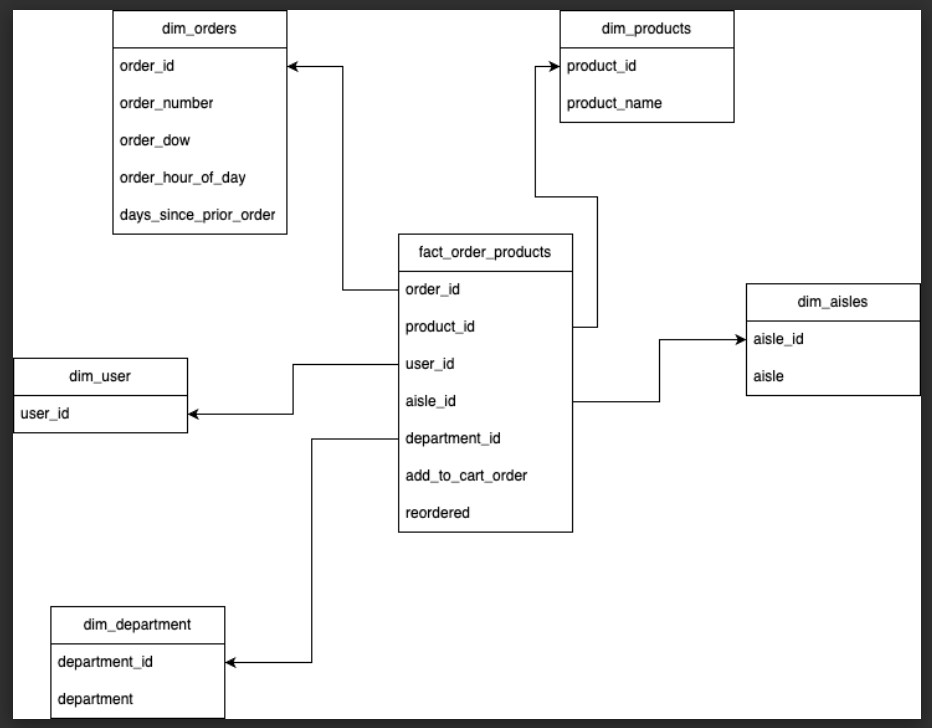 dim_orders
order_id
order_number
order_dow
order_hour_of_day
days_since_prior_order
dim_products
product_id
product_name
fact_order_products
order_id
product_id
user_id
aisle_id
department_id
add_to_cart_order
reordered
dim_aisles
aisle_id
aisle
dim_user
user_id
dim_department
department_id
department